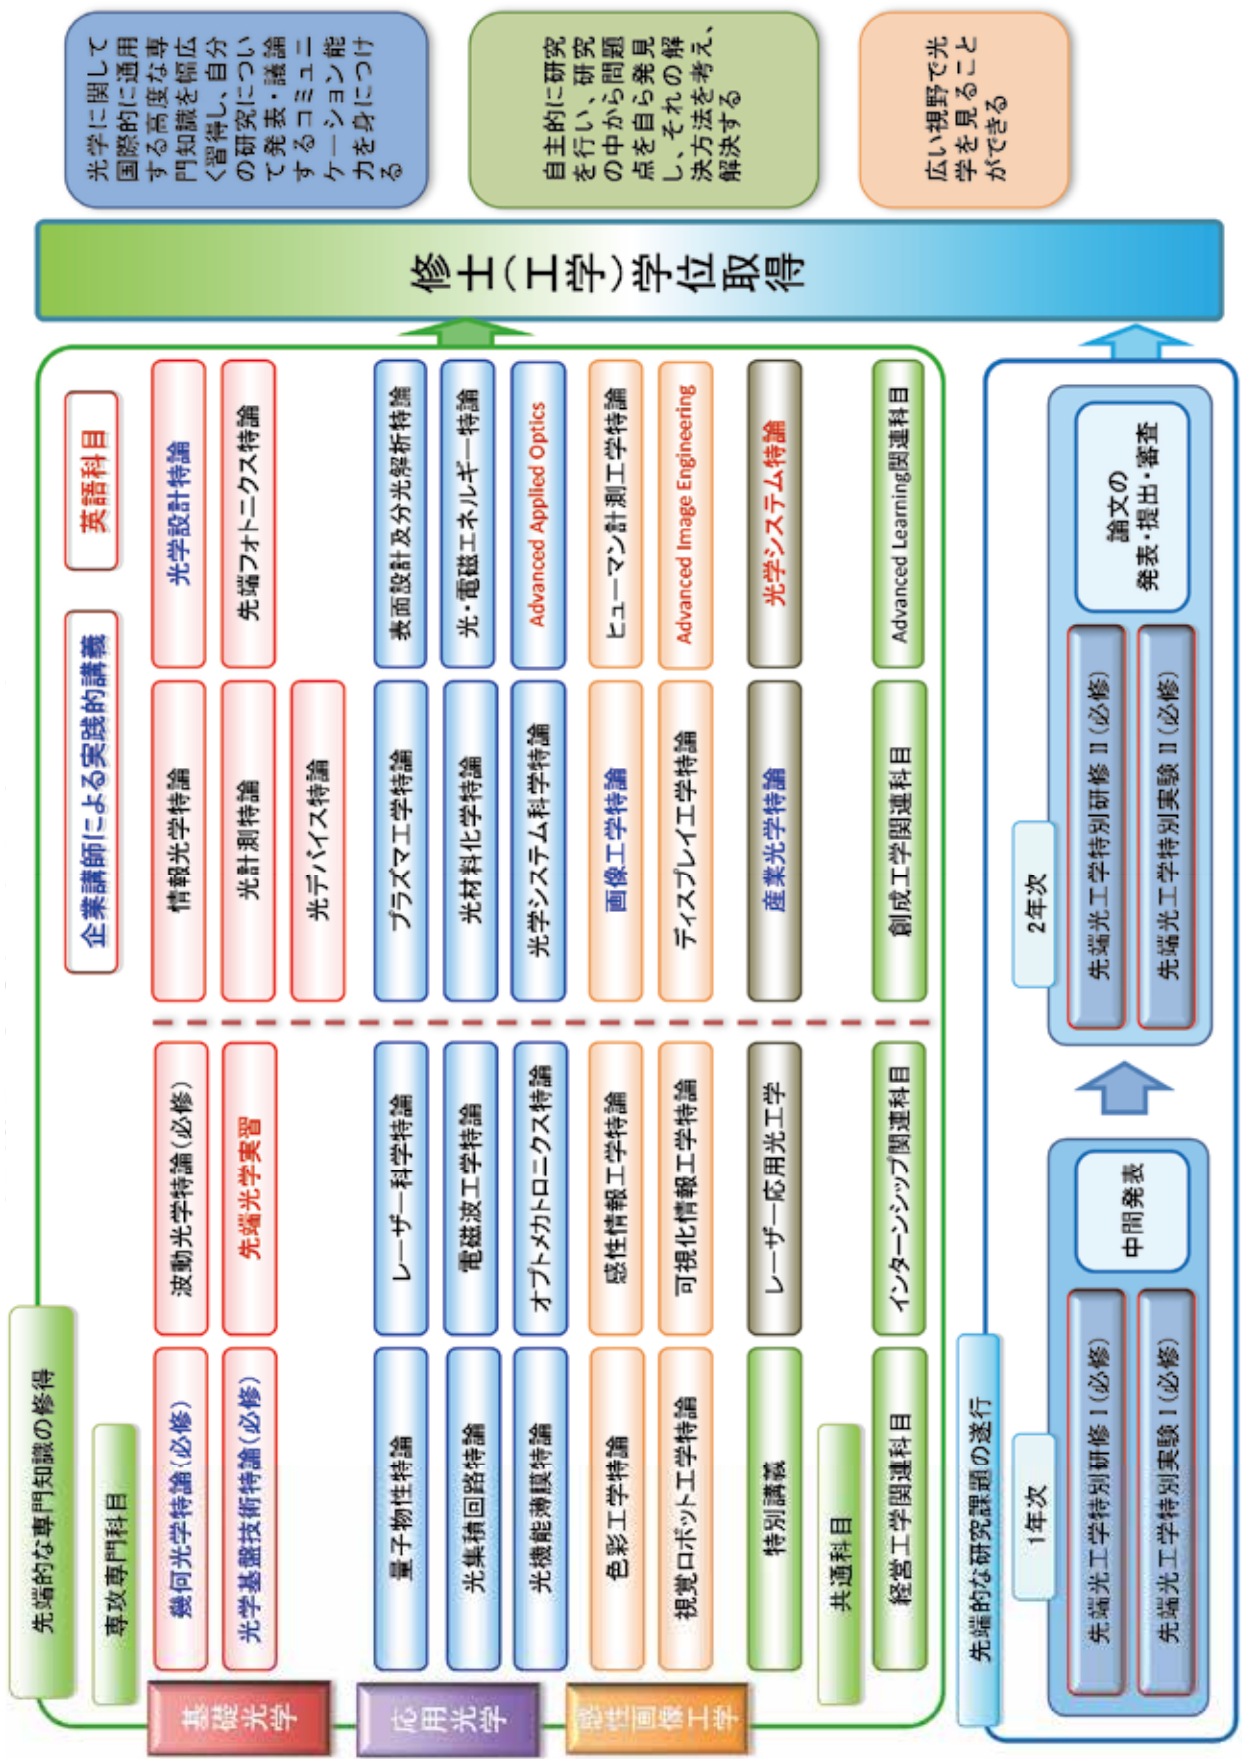 先端的な専門知識の修得
専攻専門科目
企業講師による実践的講義
英語科目
基礎光学
幾何光学特論(必修)
波動光学特論(必修)
情報光学特論
光学設計特論
光学基盤技術特論(必修)
先端光学実習
光計測特論
先端フォトニクス特論
光デバイス特論
応用光学
量子物性特論
レーザー科学特論
プラズマ工学特論
表面設計及分光解析特論
光集積回路特論
電磁波工学特論
光材料化学特論
光・電磁エネルギー特論
光機能薄膜特論
オプトメカトロニクス特論
光学システム科学特論
Advanced Applied Optics
感性画像工学
色彩工学特論
感性情報工学特論
画像工学特論
ヒューマン計測工学特論
視覚ロボット工学特論
可視化情報工学特論
ディスプレイ工学特論
Advanced Image Engineering
特別講義
レーザー応用光工学
産業光学特論
光学システム特論
共通科目
経営工学関連科目
インターンシップ関連科目
創成工学関連科目
Advanced Learning関連科目
先端的な研究課題の遂行
1年次
先端光工学特別研修Ⅰ(必修)
先端光工学特別実験Ⅰ(必修)
中間発表
2年次
先端光工学特別研修Ⅱ(必修)
先端光工学特別実験Ⅱ(必修)
論文の
発表・提出・審査
修士(工学)学位取得
光学に関して
国際的に通用
する高度な専
門知識を幅広
く習得し、自分
の研究につい
て発表・議論
するコミュニ
ケーション能
力を身につけ
る
自主的に研究
を行い、研究
の中から問題
点を自ら発見
し、それの解
決方法を考え、
解決する
広い視野で光
学を見ること
ができる